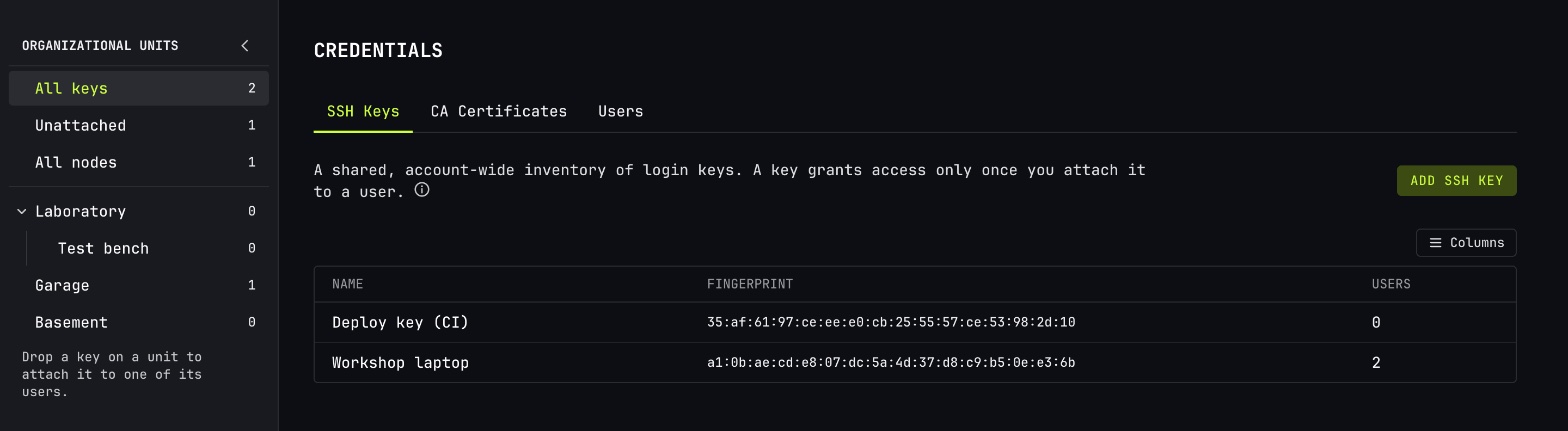 ORGANIZATIONAL UNITS
All keys 2
Unattached 1
All nodes 1
Laboratory 0
Test bench 0
Garage 1
Basement 0
Drop a key on a unit to
attach it to one of its
users.
CREDENTIALS
SSH Keys CA Certificates Users
A shared, account-wide inventory of login keys. A key grants access only once you attach it
to a user.
ADD SSH KEY
Columns
NAME FINGERPRINT USERS
Deploy key (CI) 35:af:61:97:ce:ee:e0:cb:25:55:57:ce:53:98:2d:10 0
Workshop laptop a1:0b:ae:cd:e8:07:dc:5a:4d:37:d8:c9:b5:0e:e3:6b 2